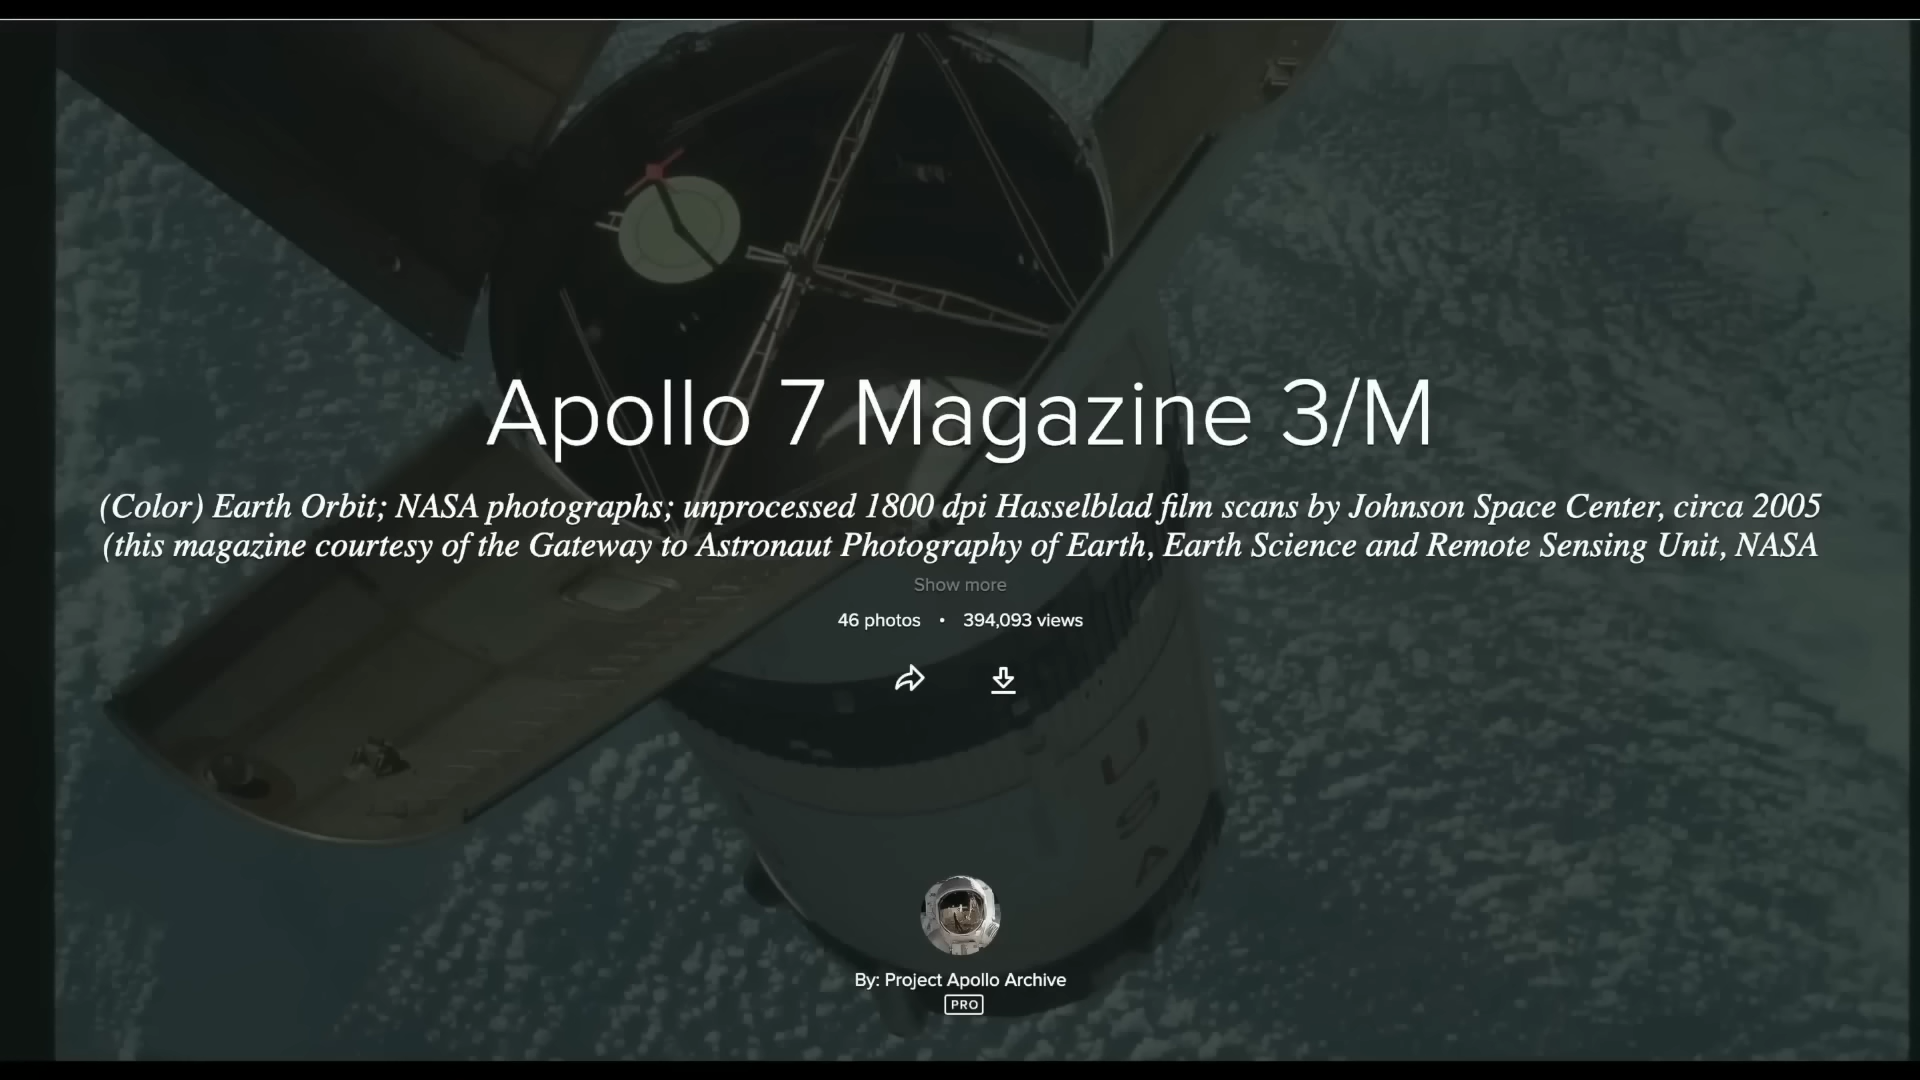 Apollo 7 Magazine 3/M
(Color) Earth Orbit; NASA photographs; unprocessed 1800 dpi Hasselblad film scans by Johnson Space Center, circa 2005
(this magazine courtesy of the Gateway to Astronaut Photography of Earth, Earth Science and Remote Sensing Unit, NASA
Show more
46 photos • 394,093 views
USA
By: Project Apollo Archive
PRO